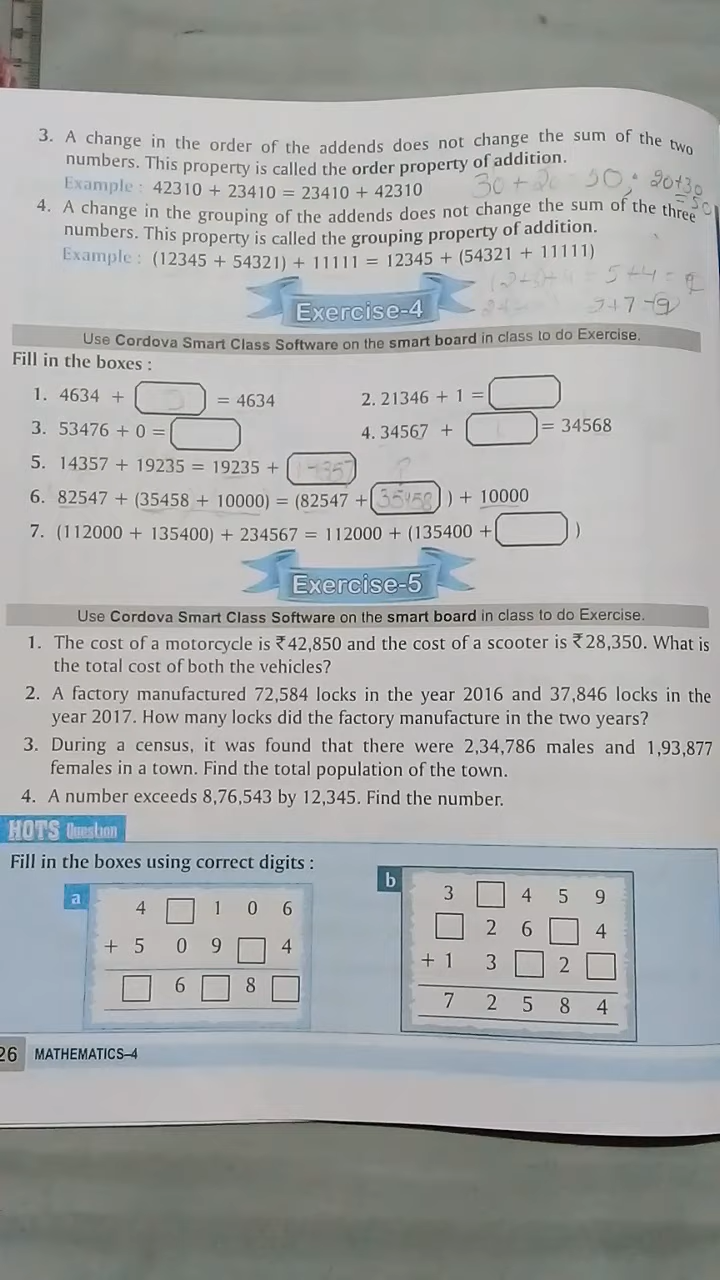 3. A change in the order of the addends does not change the sum of the two
numbers. This property is called the order property of addition.
Example : 42310 + 23410 = 23410 + 42310
4. A change in the grouping of the addends does not change the sum of the three
numbers. This property is called the grouping property of addition.
Example : (12345 + 54321) + 11111 = 12345 + (54321 + 11111)
Exercise-4
Use Cordova Smart Class Software on the smart board in class to do Exercise.
Fill in the boxes :
1. 4634 + = 4634
2. 21346 + 1 =
3. 53476 + 0 =
4. 34567 + = 34568
5. 14357 + 19235 = 19235 + 14357
6. 82547 + (35458 + 10000) = (82547 + 35458 ) + 10000
7. (112000 + 135400) + 234567 = 112000 + (135400 + )
Exercise-5
Use Cordova Smart Class Software on the smart board in class to do Exercise.
1. The cost of a motorcycle is ₹42,850 and the cost of a scooter is ₹28,350. What is
the total cost of both the vehicles?
2. A factory manufactured 72,584 locks in the year 2016 and 37,846 locks in the
year 2017. How many locks did the factory manufacture in the two years?
3. During a census, it was found that there were 2,34,786 males and 1,93,877
females in a town. Find the total population of the town.
4. A number exceeds 8,76,543 by 12,345. Find the number.
HOTS Question
Fill in the boxes using correct digits :
a
4 1 0 6
+ 5 0 9 4
6 8
b
3 4 5 9
2 6 4
+ 1 3 2
7 2 5 8 4
26 MATHEMATICS–4